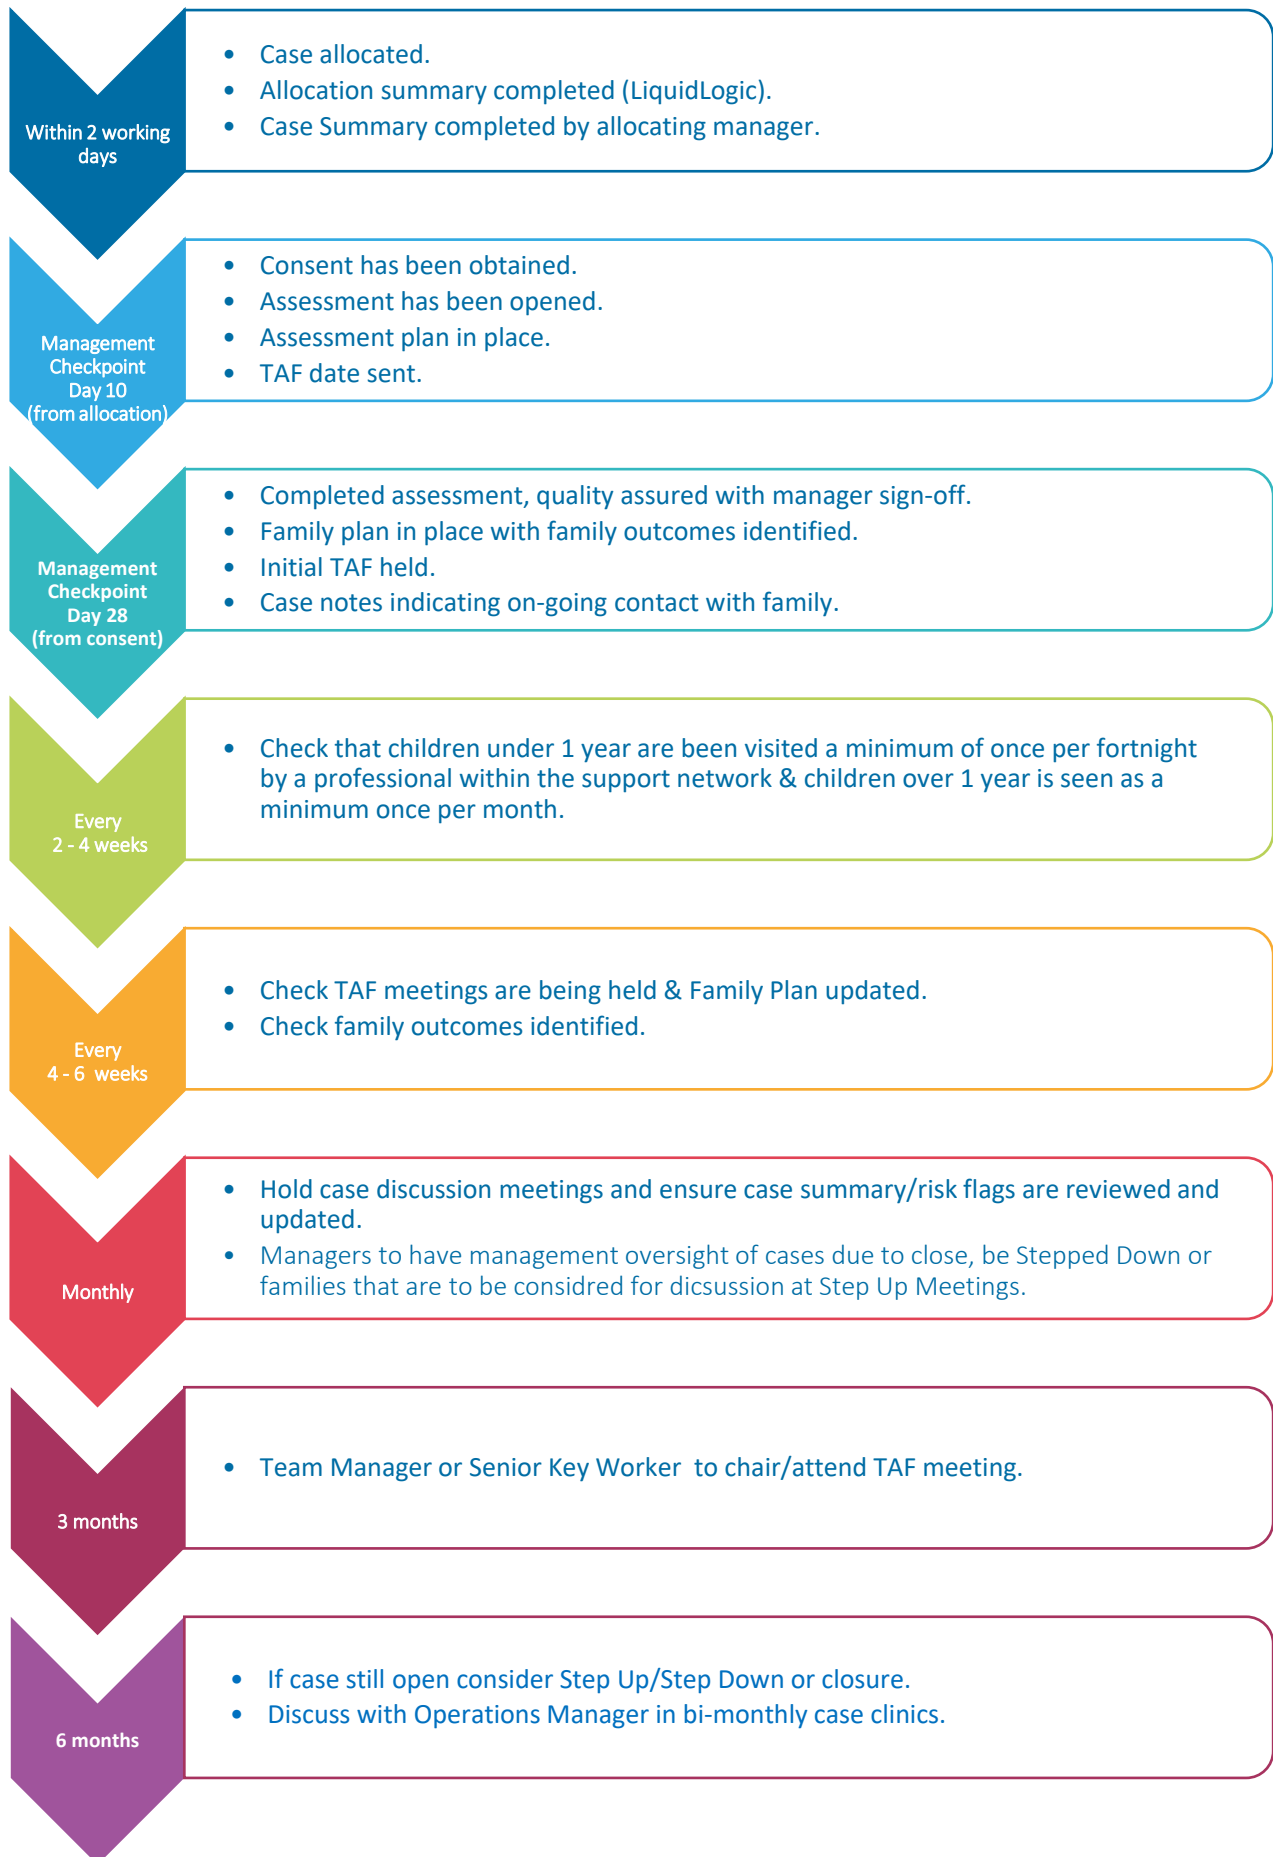 Within 2 working
days
• Case allocated.
• Allocation summary completed (LiquidLogic).
• Case Summary completed by allocating manager.
Management
Checkpoint
Day 10
(from allocation)
• Consent has been obtained.
• Assessment has been opened.
• Assessment plan in place.
• TAF date sent.
Management
Checkpoint
Day 28
(from consent)
• Completed assessment, quality assured with manager sign-off.
• Family plan in place with family outcomes identified.
• Initial TAF held.
• Case notes indicating on-going contact with family.
Every
2 - 4 weeks
• Check that children under 1 year are been visited a minimum of once per fortnight
by a professional within the support network & children over 1 year is seen as a
minimum once per month.
Every
4 - 6 weeks
• Check TAF meetings are being held & Family Plan updated.
• Check family outcomes identified.
Monthly
• Hold case discussion meetings and ensure case summary/risk flags are reviewed and
updated.
• Managers to have management oversight of cases due to close, be Stepped Down or
families that are to be considred for dicsussion at Step Up Meetings.
3 months
• Team Manager or Senior Key Worker to chair/attend TAF meeting.
6 months
• If case still open consider Step Up/Step Down or closure.
• Discuss with Operations Manager in bi-monthly case clinics.